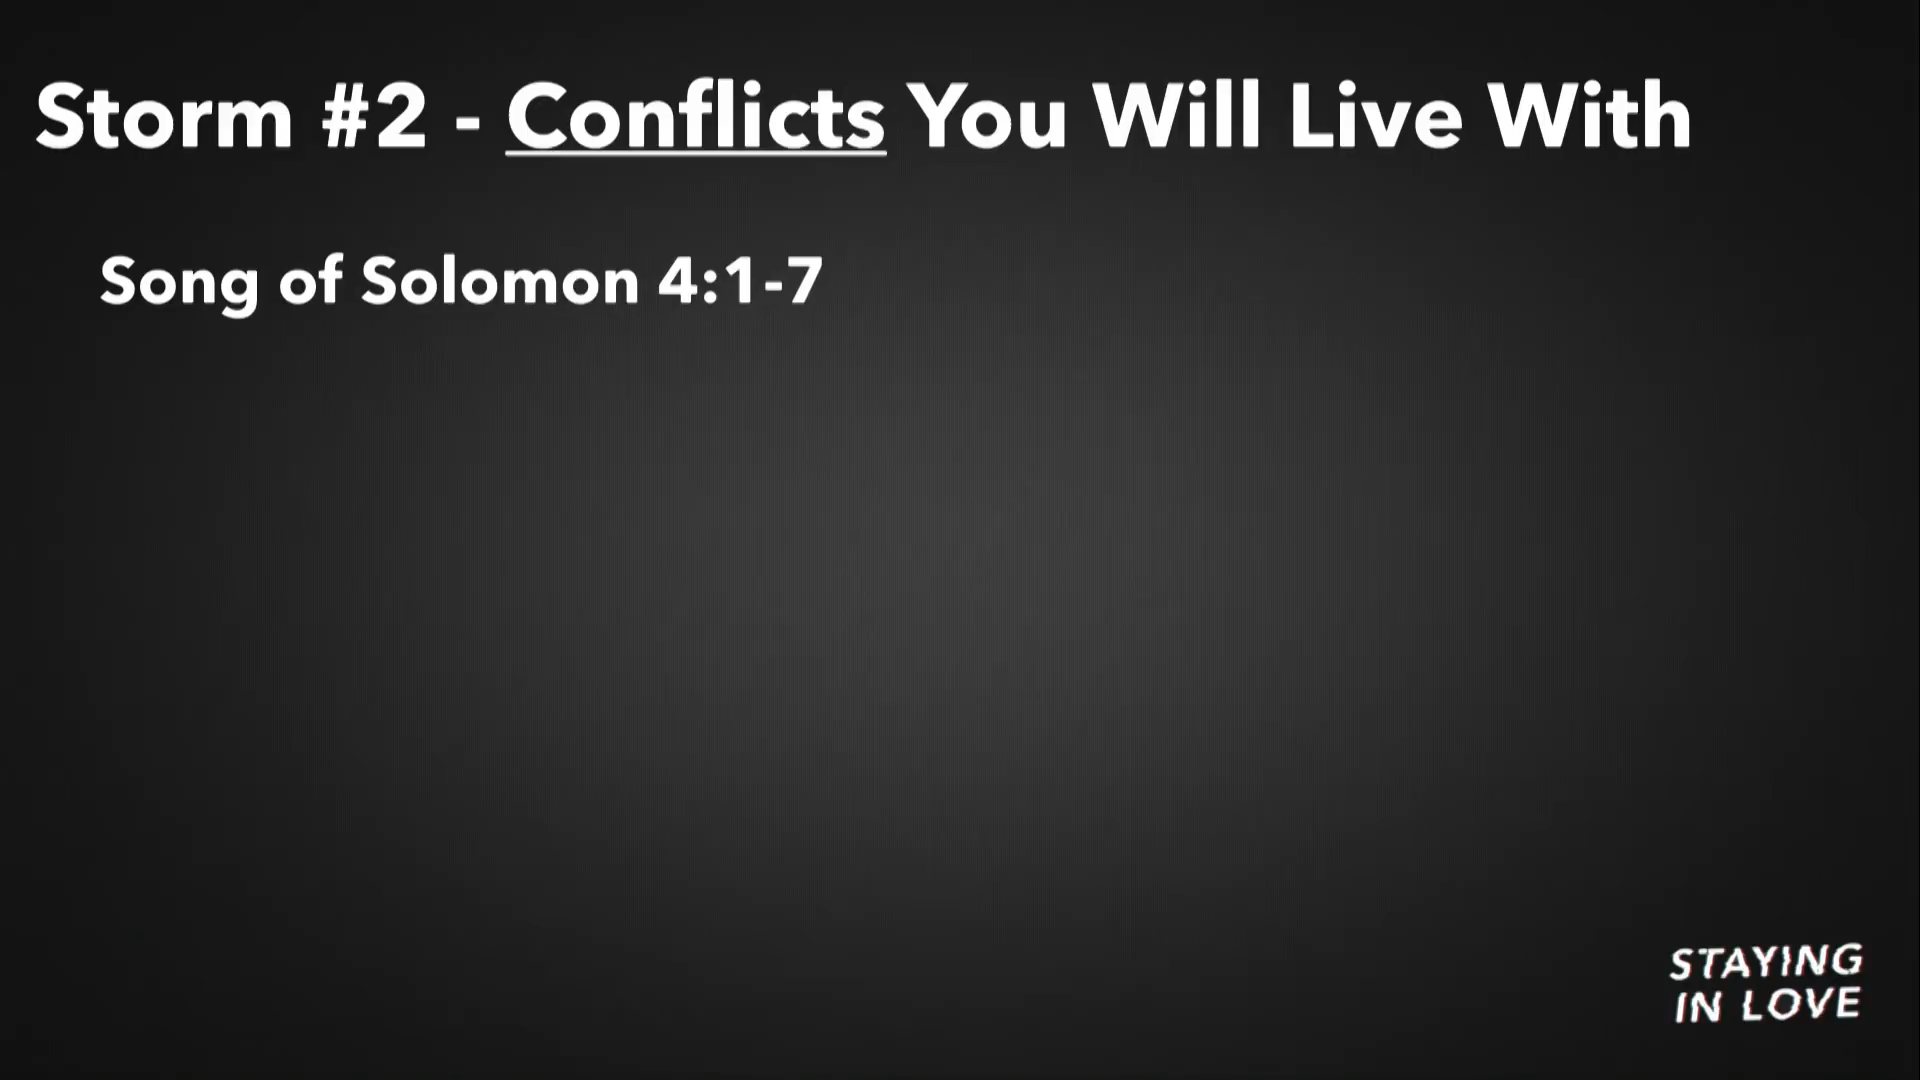 Storm #2 - Conflicts You Will Live With
Song of Solomon 4:1-7
STAYING
IN LOVE